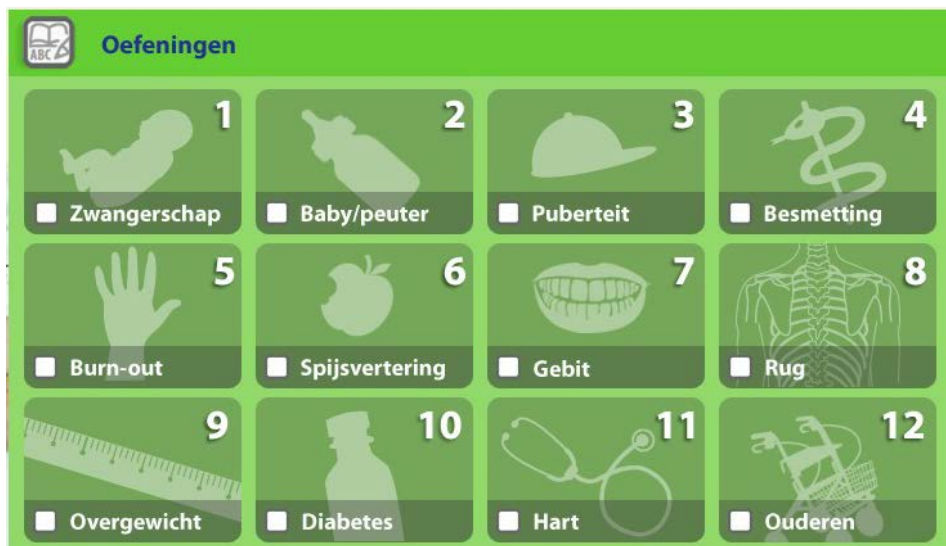 ABC
Oefeningen
1
Zwangerschap
2
Baby/peuter
3
Puberteit
4
Besmetting
5
Burn-out
6
Spijsvertering
7
Gebit
8
Rug
9
Overgewicht
10
Diabetes
11
Hart
12
Ouderen